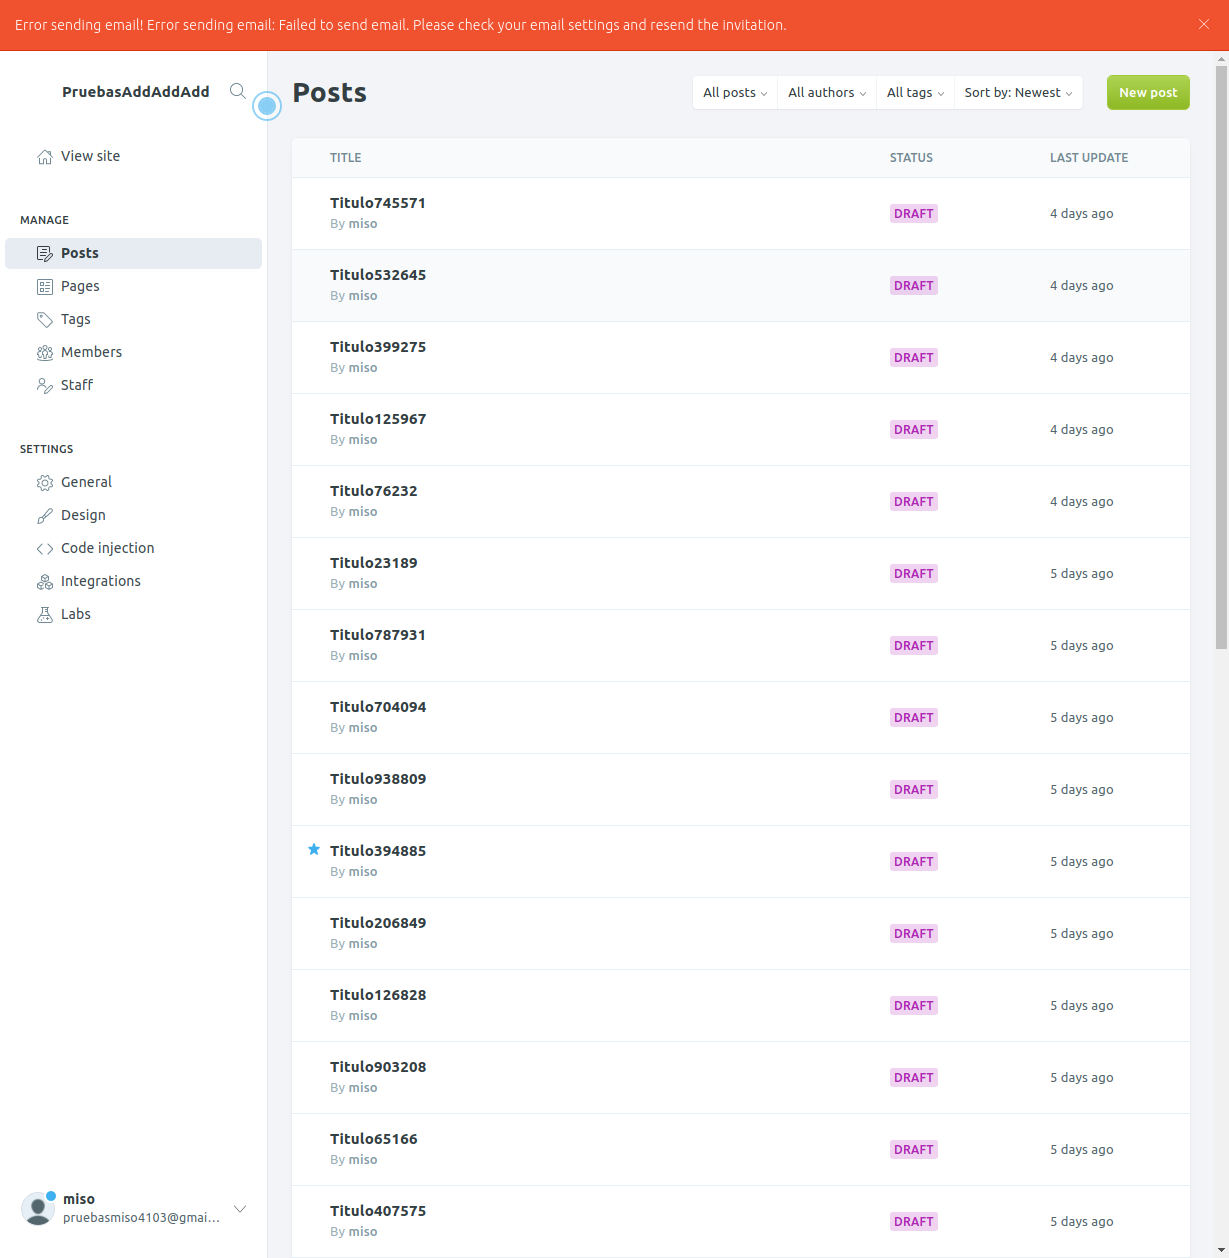 Error sending email! Error sending email: Failed to send email. Please check your email settings and resend the invitation.
PruebasAddAddAdd
View site
MANAGE
Posts
Pages
Tags
Members
Staff
SETTINGS
General
Design
Code injection
Integrations
Labs
miso
pruebasmiso4103@gmai...
Posts
All posts All authors All tags Sort by: Newest New post
TITLE STATUS LAST UPDATE
Titulo745571
By miso
DRAFT 4 days ago
Titulo532645
By miso
DRAFT 4 days ago
Titulo399275
By miso
DRAFT 4 days ago
Titulo125967
By miso
DRAFT 4 days ago
Titulo76232
By miso
DRAFT 4 days ago
Titulo23189
By miso
DRAFT 5 days ago
Titulo787931
By miso
DRAFT 5 days ago
Titulo704094
By miso
DRAFT 5 days ago
Titulo938809
By miso
DRAFT 5 days ago
Titulo394885
By miso
DRAFT 5 days ago
Titulo206849
By miso
DRAFT 5 days ago
Titulo126828
By miso
DRAFT 5 days ago
Titulo903208
By miso
DRAFT 5 days ago
Titulo65166
By miso
DRAFT 5 days ago
Titulo407575
By miso
DRAFT 5 days ago